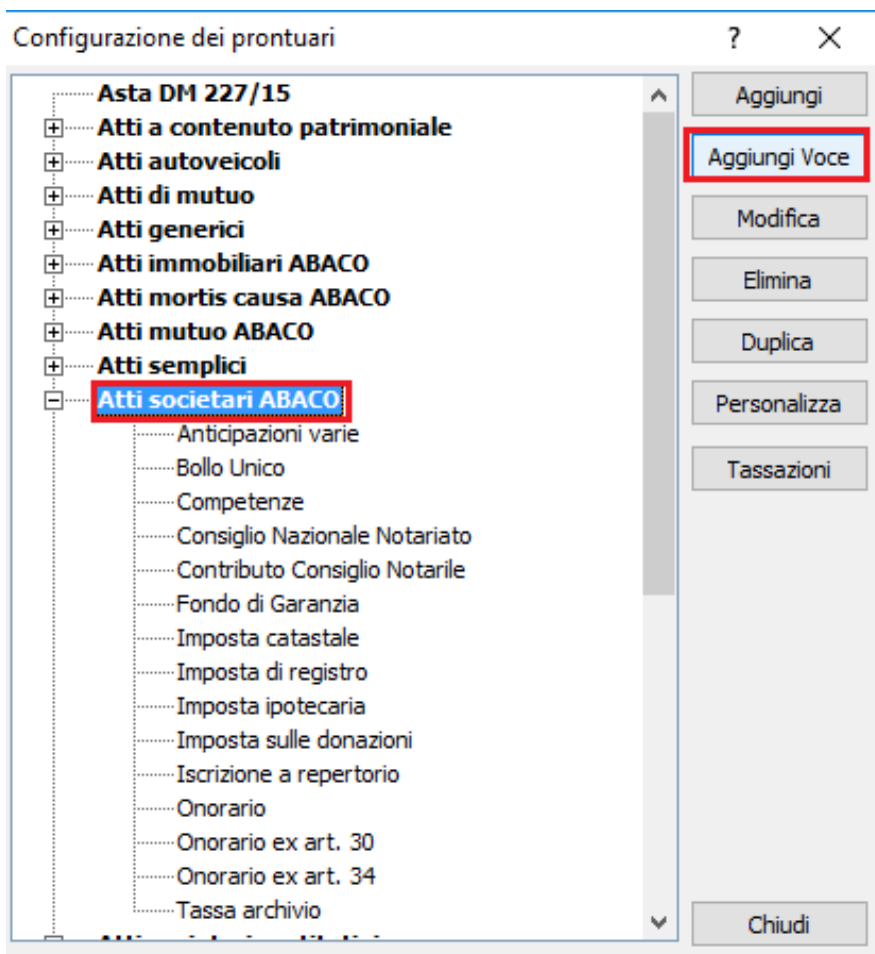 Configurazione dei prontuari
?
Asta DM 227/15
Atti a contenuto patrimoniale
Atti autoveicoli
Atti di mutuo
Atti generici
Atti immobiliari ABACO
Atti mortis causa ABACO
Atti mutuo ABACO
Atti semplici
Atti societari ABACO
Anticipazioni varie
Bollo Unico
Competenze
Consiglio Nazionale Notariato
Contributo Consiglio Notarile
Fondo di Garanzia
Imposta catastale
Imposta di registro
Imposta ipotecaria
Imposta sulle donazioni
Iscrizione a repertorio
Onorario
Onorario ex art. 30
Onorario ex art. 34
Tassa archivio
Aggiungi
Aggiungi Voce
Modifica
Elimina
Duplica
Personalizza
Tassazioni
Chiudi